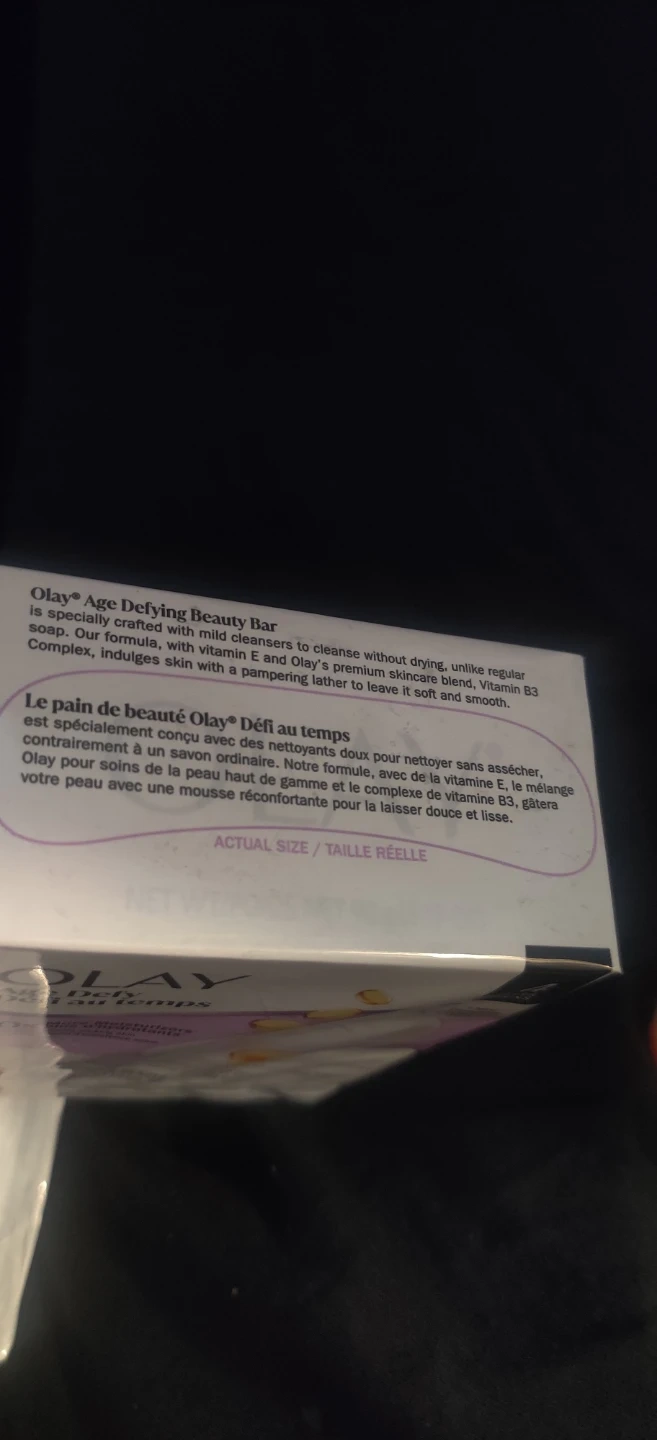 Olay® Age Defying Beauty Bar
is specially crafted with mild cleansers to cleanse without drying, unlike regular
soap. Our formula, with vitamin E and Olay's premium skincare blend, Vitamin B3
Complex, indulges skin with a pampering lather to leave it soft and smooth.
Le pain de beauté Olay® Défi au temps
est spécialement conçu avec des nettoyants doux pour nettoyer sans assécher,
contrairement à un savon ordinaire. Notre formule, avec de la vitamine E, le mélange
Olay pour soins de la peau haut de gamme et le complexe de vitamine B3, gâtera
votre peau avec une mousse réconfortante pour la laisser douce et lisse.
ACTUAL SIZE / TAILLE RÉELLE
OLAY
Defy
au temps